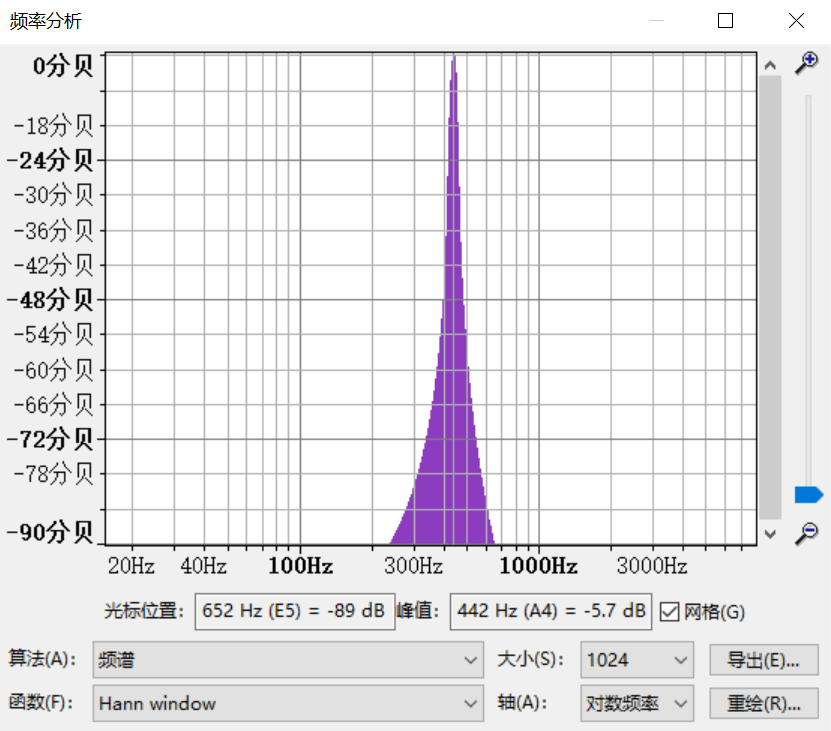 频率分析
0分贝
-18分贝
-24分贝
-30分贝
-36分贝
-42分贝
-48分贝
-54分贝
-60分贝
-66分贝
-72分贝
-78分贝
-90分贝
20Hz 40Hz 100Hz 300Hz 1000Hz 3000Hz
光标位置: 652 Hz (E5) = -89 dB 峰值: 442 Hz (A4) = -5.7 dB 网格(G)
算法(A): 频谱 大小(S): 1024 导出(E)...
函数(F): Hann window 轴(A): 对数频率 重绘(R)...